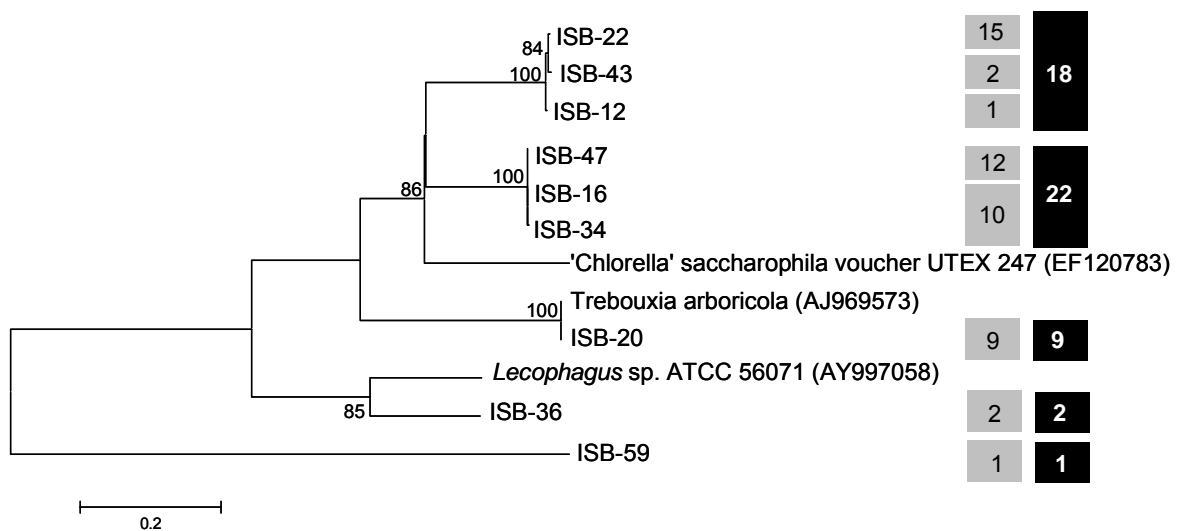 ISB-22 15
84
ISB-43 2 18
100
ISB-12 1
ISB-47 12
100
ISB-16 22
86
10
ISB-34
'Chlorella' saccharophila voucher UTEX 247 (EF120783)
Trebouxia arboricola (AJ969573)
100
ISB-20 9 9
Lecophagus sp. ATCC 56071 (AY997058)
85
ISB-36 2 2
ISB-59 1 1
0.2